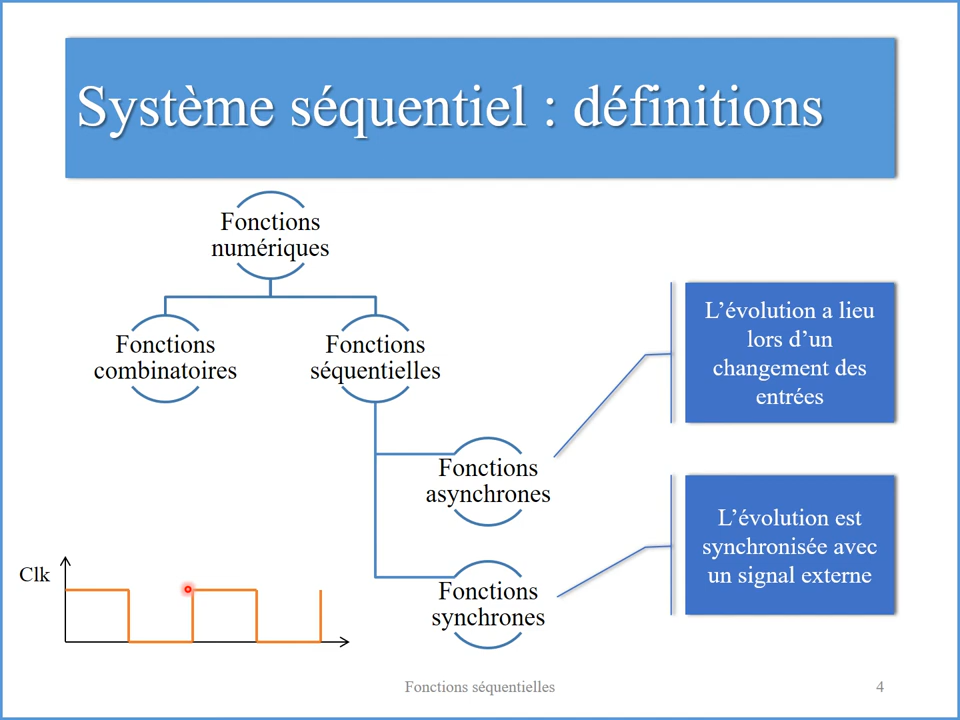 Système séquentiel : définitions
Fonctions
numériques
Fonctions
combinatoires
Fonctions
séquentielles
Fonctions
asynchrones
Fonctions
synchrones
L’évolution a lieu
lors d’un
changement des
entrées
L’évolution est
synchronisée avec
un signal externe
Clk
Fonctions séquentielles
4